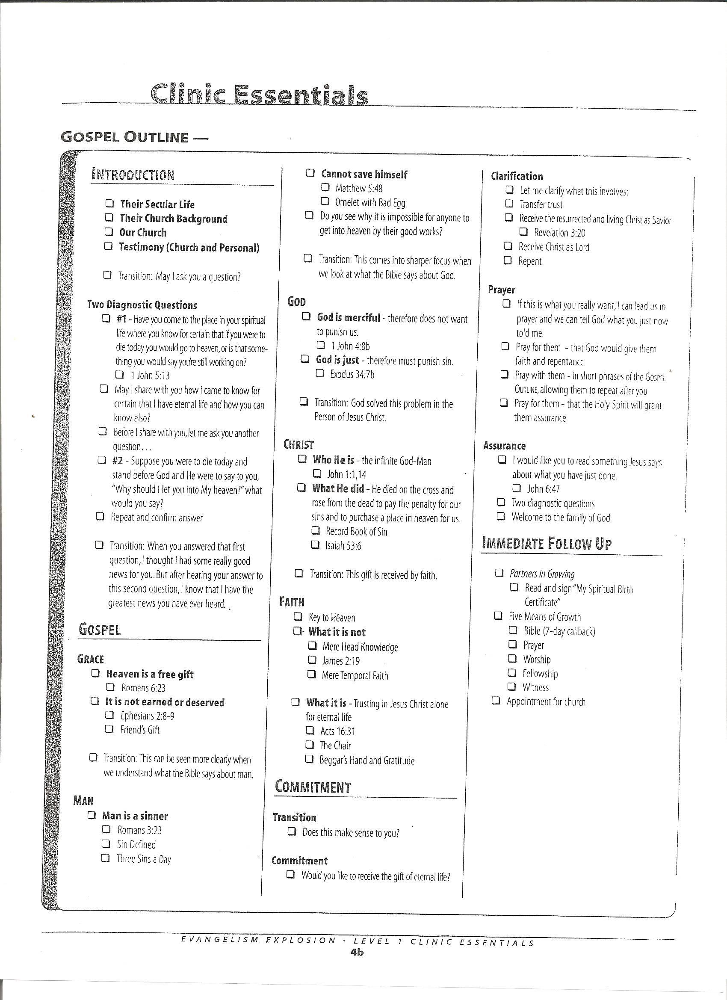 Clinic Essentials
GOSPEL OUTLINE —
INTRODUCTION
Their Secular Life
Their Church Background
Our Church
Testimony (Church and Personal)
Transition: May I ask you a question?
Two Diagnostic Questions
#1 - Have you come to the place in your spiritual
life where you know for certain that if you were to
die today you would go to heaven, or is that some-
thing you would say you're still working on?
1 John 5:13
May I share with you how I came to know for
certain that I have eternal life and how you can
know also?
Before I share with you, let me ask you another
question...
#2 - Suppose you were to die today and
stand before God and He were to say to you,
"Why should I let you into My heaven?" what
would you say?
Repeat and confirm answer
Transition: When you answered that first
question, I thought I had some really good
news for you. But after hearing your answer to
this second question, I know that I have the
greatest news you have ever heard.
GOSPEL
GRACE
Heaven is a free gift
Romans 6:23
It is not earned or deserved
Ephesians 2:8-9
Friend's Gift
Transition: This can be seen more clearly when
we understand what the Bible says about man.
MAN
Man is a sinner
Romans 3:23
Sin Defined
Three Sins a Day
Cannot save himself
Matthew 5:48
Omelet with Bad Egg
Do you see why it is impossible for anyone to
get into heaven by their good works?
Transition: This comes into sharper focus when
we look at what the Bible says about God.
GOD
God is merciful - therefore does not want
to punish us.
1 John 4:8b
God is just - therefore must punish sin.
Exodus 34:7b
Transition: God solved this problem in the
Person of Jesus Christ.
CHRIST
Who He is - the infinite God-Man
John 1:1,14
What He did - He died on the cross and
rose from the dead to pay the penalty for our
sins and to purchase a place in heaven for us.
Record Book of Sin
Isaiah 53:6
Transition: This gift is received by faith.
FAITH
Key to Heaven
What it is not
Mere Head Knowledge
James 2:19
Mere Temporal Faith
What it is - Trusting in Jesus Christ alone
for eternal life
Acts 16:31
The Chair
Beggar's Hand and Gratitude
COMMITMENT
Transition
Does this make sense to you?
Commitment
Would you like to receive the gift of eternal life?
Clarification
Let me clarify what this involves:
Transfer trust
Receive the resurrected and living Christ as Savior
Revelation 3:20
Receive Christ as Lord
Repent
Prayer
If this is what you really want, I can lead us in
prayer and we can tell God what you just now
told me.
Pray for them - that God would give them
faith and repentance
Pray with them - in short phrases of the GOSPEL
OUTLINE, allowing them to repeat after you
Pray for them - that the Holy Spirit will grant
them assurance
Assurance
I would like you to read something Jesus says
about what you have just done.
John 6:47
Two diagnostic questions
Welcome to the family of God
IMMEDIATE FOLLOW UP
Partners in Growing
Read and sign "My Spiritual Birth
Certificate"
Five Means of Growth
Bible (7-day callback)
Prayer
Worship
Fellowship
Witness
Appointment for church
EVANGELISM EXPLOSION • LEVEL 1 CLINIC ESSENTIALS
4b